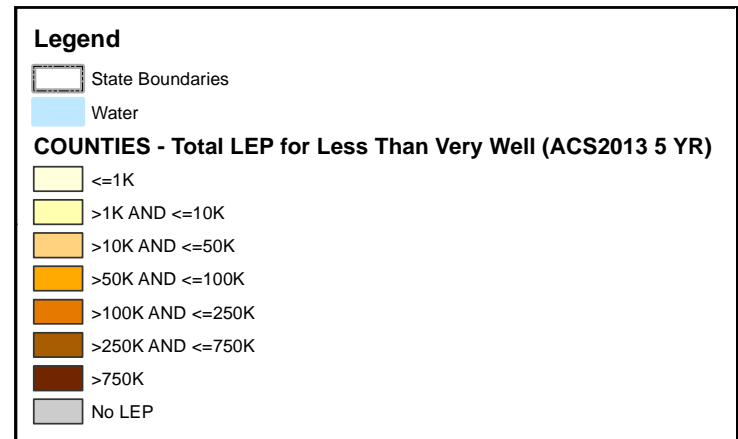 Legend
State Boundaries
Water
COUNTIES - Total LEP for Less Than Very Well (ACS2013 5 YR)
<=1K
>1K AND <=10K
>10K AND <=50K
>50K AND <=100K
>100K AND <=250K
>250K AND <=750K
>750K
No LEP